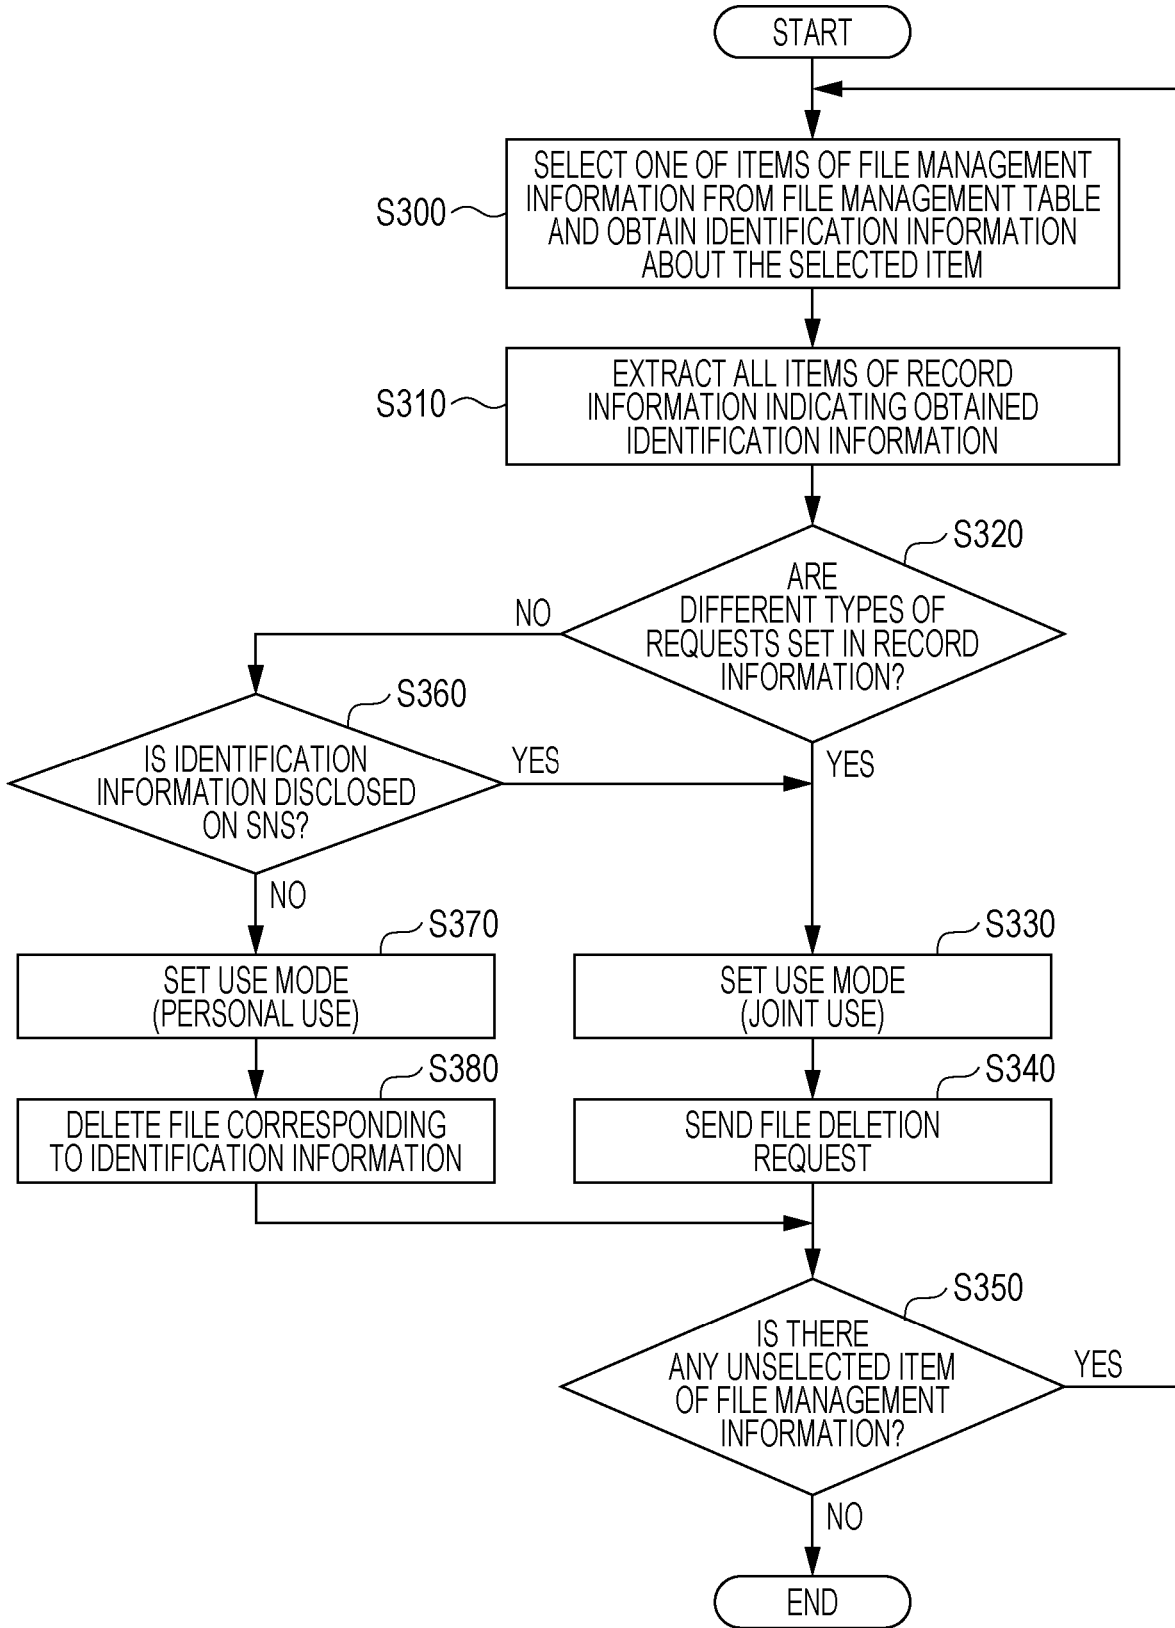 START
S300
SELECT ONE OF ITEMS OF FILE MANAGEMENT
INFORMATION FROM FILE MANAGEMENT TABLE
AND OBTAIN IDENTIFICATION INFORMATION
ABOUT THE SELECTED ITEM
S310
EXTRACT ALL ITEMS OF RECORD
INFORMATION INDICATING OBTAINED
IDENTIFICATION INFORMATION
S320
ARE
DIFFERENT TYPES OF
REQUESTS SET IN RECORD
INFORMATION?
NO
YES
S360
IS IDENTIFICATION
INFORMATION DISCLOSED
ON SNS?
YES
NO
S370
SET USE MODE
(PERSONAL USE)
S330
SET USE MODE
(JOINT USE)
S380
DELETE FILE CORRESPONDING
TO IDENTIFICATION INFORMATION
S340
SEND FILE DELETION
REQUEST
S350
IS THERE
ANY UNSELECTED ITEM
OF FILE MANAGEMENT
INFORMATION?
YES
NO
END